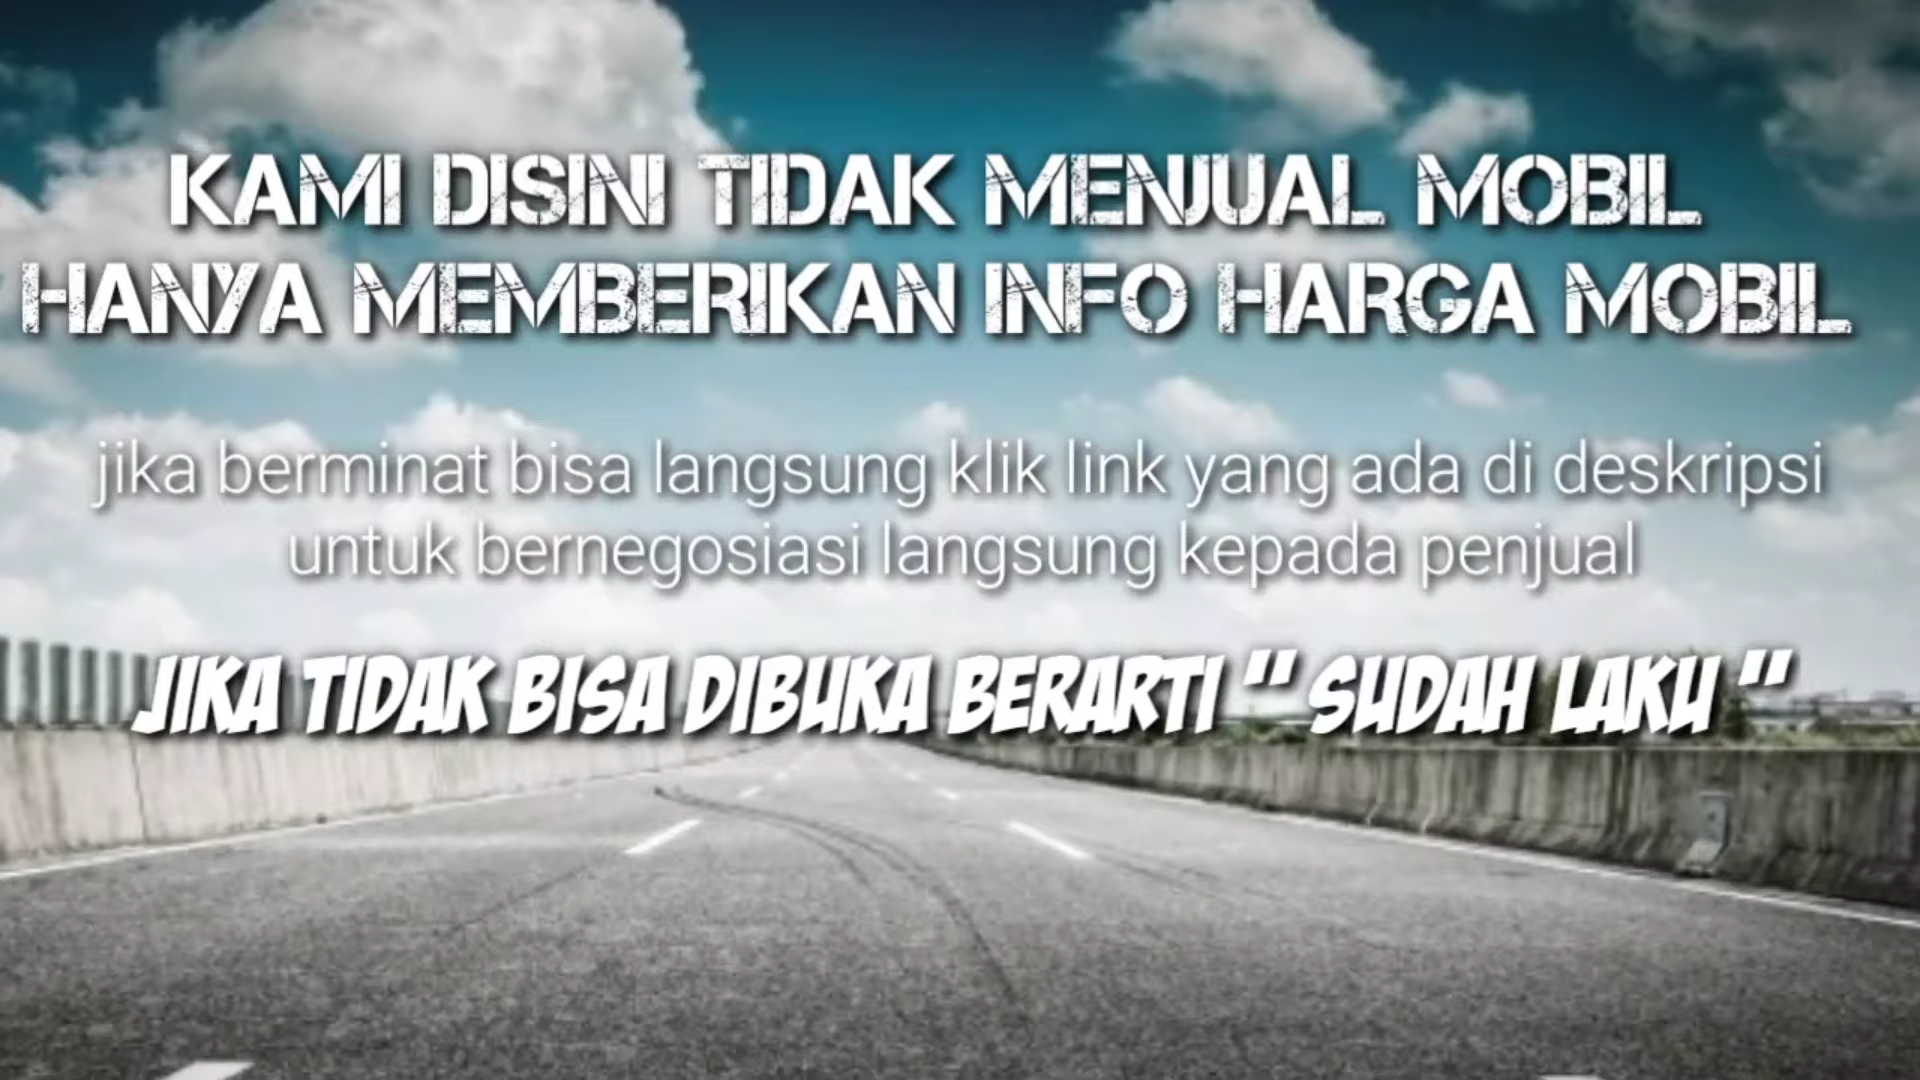 KAMI DISINI TIDAK MENJUAL MOBIL
HANYA MEMBERIKAN INFO HARGA MOBIL
jika berminat bisa langsung klik link yang ada di deskripsi
untuk bernegosiasi langsung kepada penjual
JIKA TIDAK BISA DIBUKA BERARTI " SUDAH LAKU "